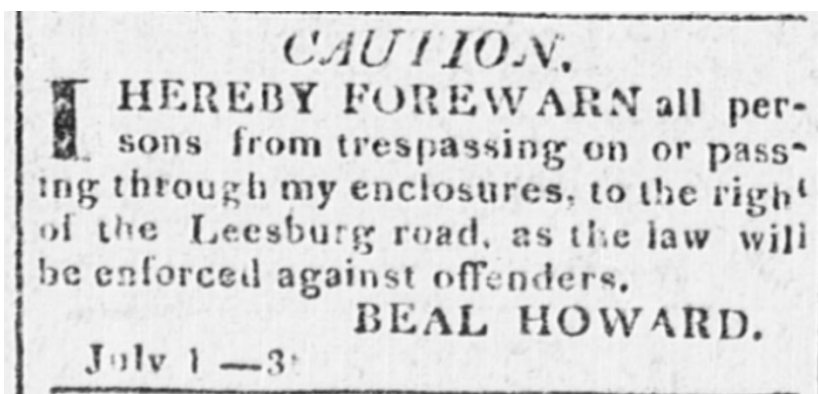 CAUTION.
I HEREBY FOREWARN all per-
sons from trespassing on or pass-
ing through my enclosures, to the right
of the Leesburg road, as the law will
be enforced against offenders.
BEAL HOWARD.
July 1 —3t